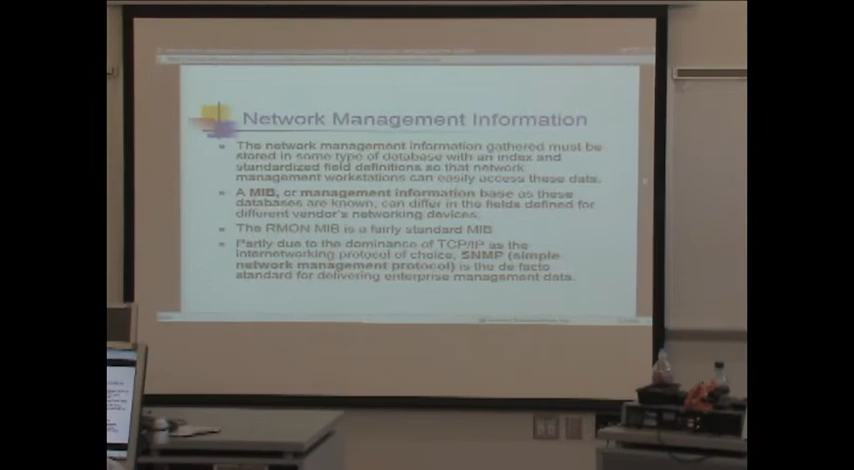 Network Management Information
The network management information gathered must be
stored in some type of database with an index and
standardized field definitions so that network
management workstations can easily access these data.
A MIB, or management information base as these
databases are known, can differ in the fields defined for
different vendor's networking devices.
The RMON MIB is a fairly standard MIB
Partly due to the dominance of TCP/IP as the
internetworking protocol of choice, SNMP (simple
network management protocol) is the de facto
standard for delivering enterprise management data.